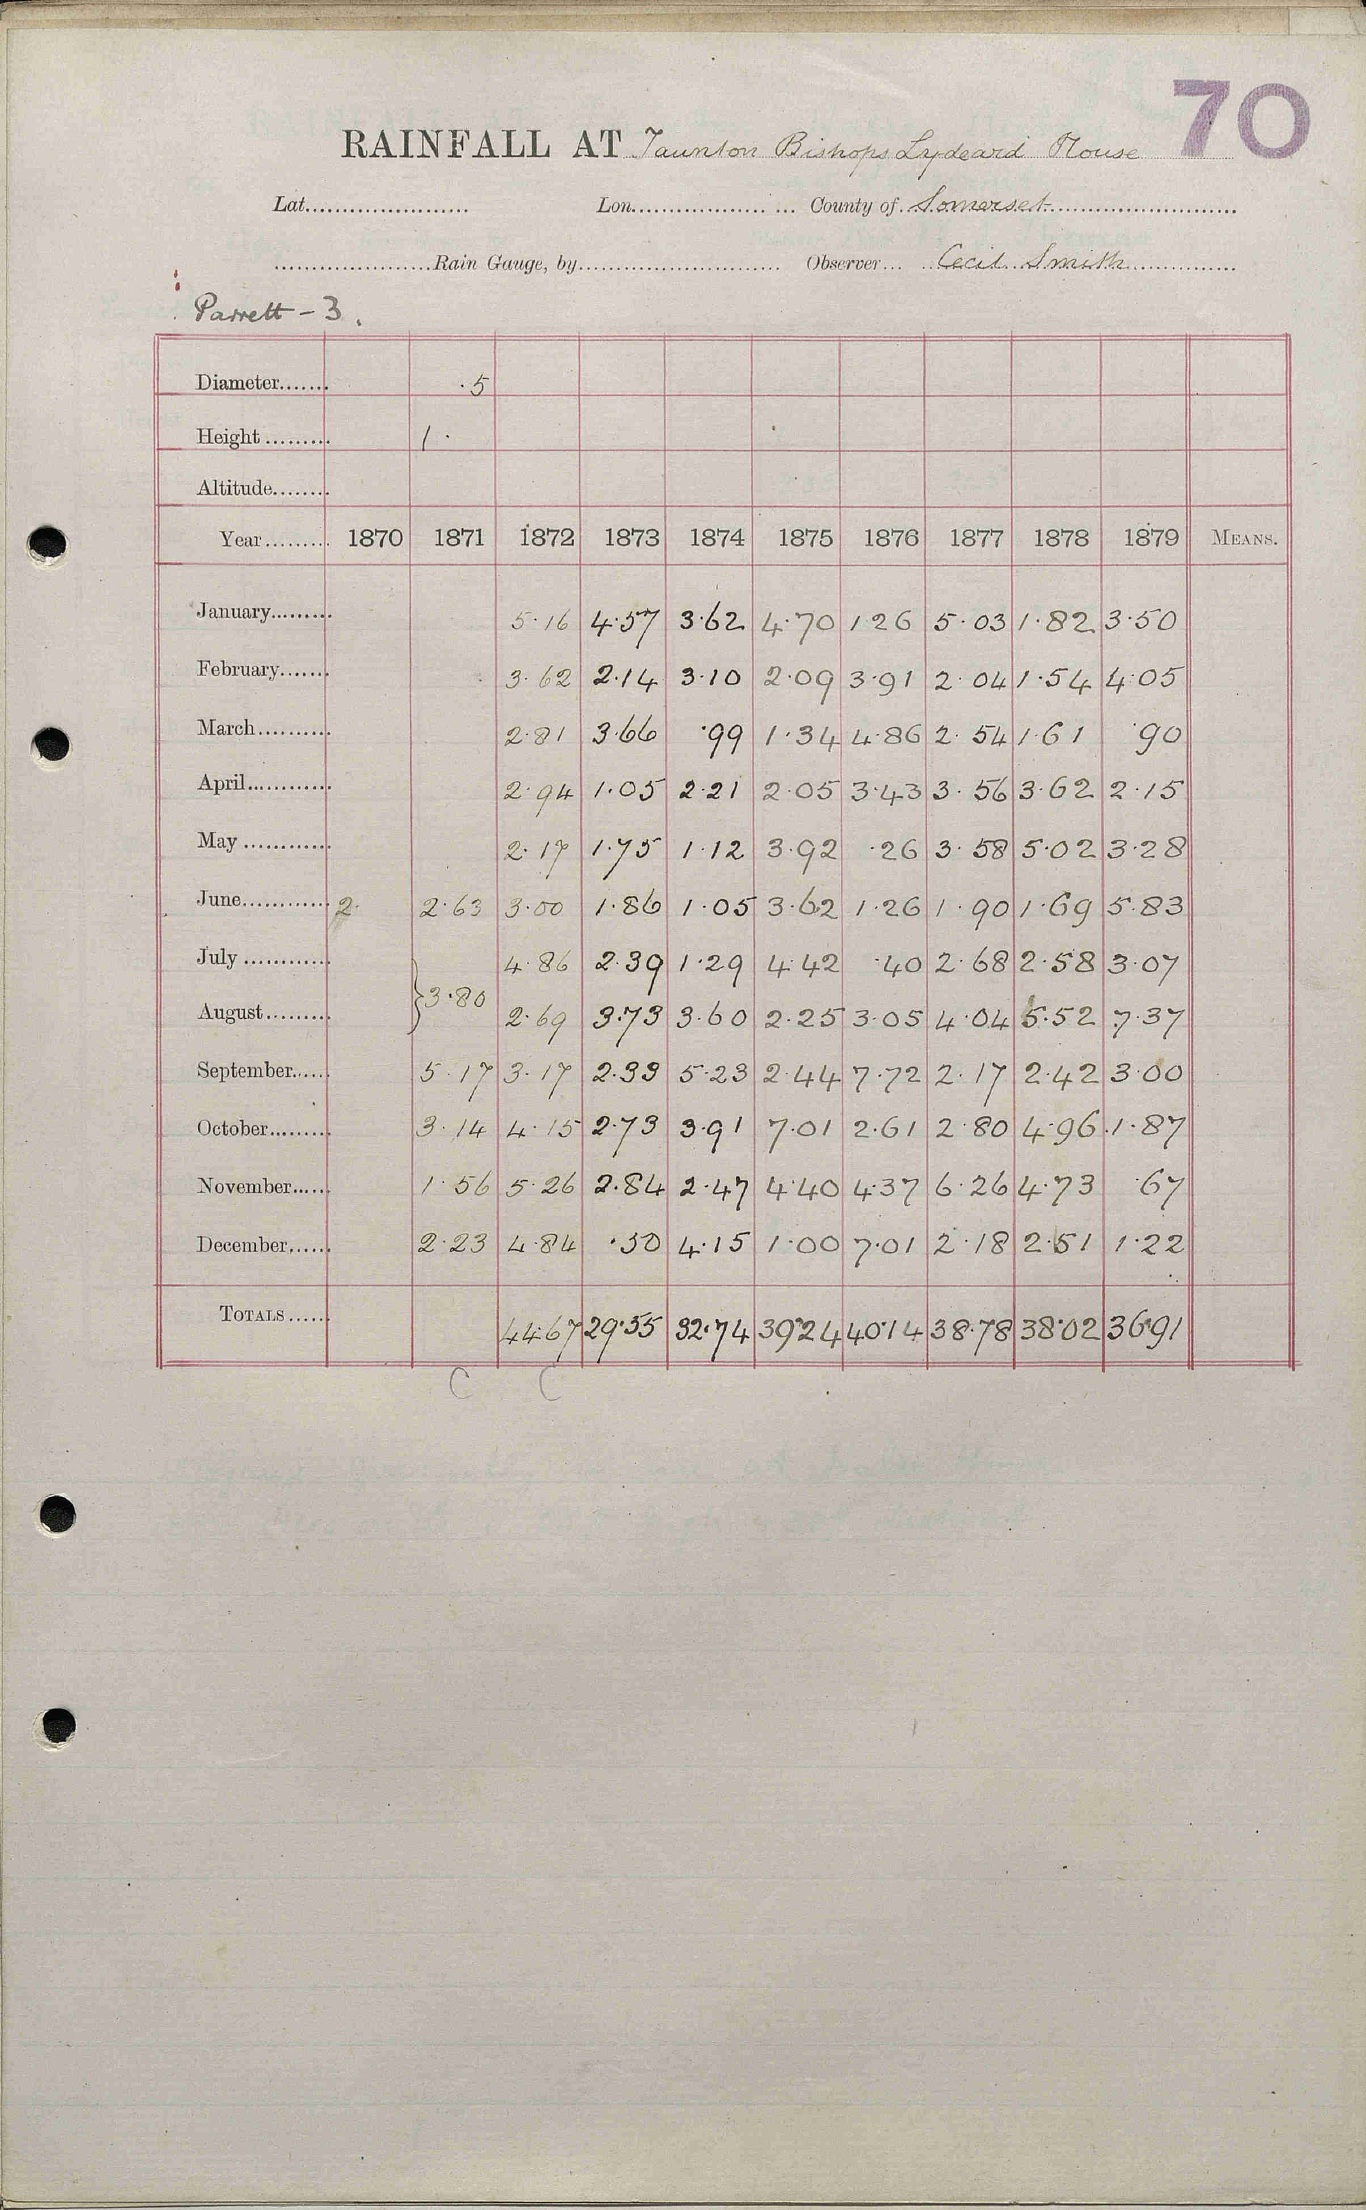 70
RAINFALL AT Taunton Bishops Lydeard House
Lat...................... Lon..................... County of Somerset
.....................Rain Gauge, by........................... Observer... Cecil Smith
Parrett - 3.
Diameter....... ·5
Height ......... 1·
Altitude........
Year......... 1870 1871 1872 1873 1874 1875 1876 1877 1878 1879 MEANS.
January......... 5·16 4·57 3·62 4·70 1·26 5·03 1·82 3·50
February....... 3·62 2·14 3·10 2·09 3·91 2·04 1·54 4·05
March.......... 2·81 3·66 ·99 1·34 4·86 2·54 1·61 ·90
April............ 2·94 1·05 2·21 2·05 3·43 3·56 3·62 2·15
May ............ 2·17 1·75 1·12 3·92 ·26 3·58 5·02 3·28
June............ 2· 2·63 3·00 1·86 1·05 3·62 1·26 1·90 1·69 5·83
July ............ 4·86 2·39 1·29 4·42 ·40 2·68 2·58 3·07
} 3·80
August......... 2·69 3·73 3·60 2·25 3·05 4·04 5·52 7·37
September...... 5·17 3·17 2·33 5·23 2·44 7·72 2·17 2·42 3·00
October......... 3·14 4·15 2·73 3·91 7·01 2·61 2·80 4·96 1·87
November...... 1·56 5·26 2·84 2·47 4·40 4·37 6·26 4·73 ·67
December...... 2·23 4·84 ·50 4·15 1·00 7·01 2·18 2·51 1·22
TOTALS...... 44·67 29·55 32·74 39·24 40·14 38·78 38·02 36·91
C C